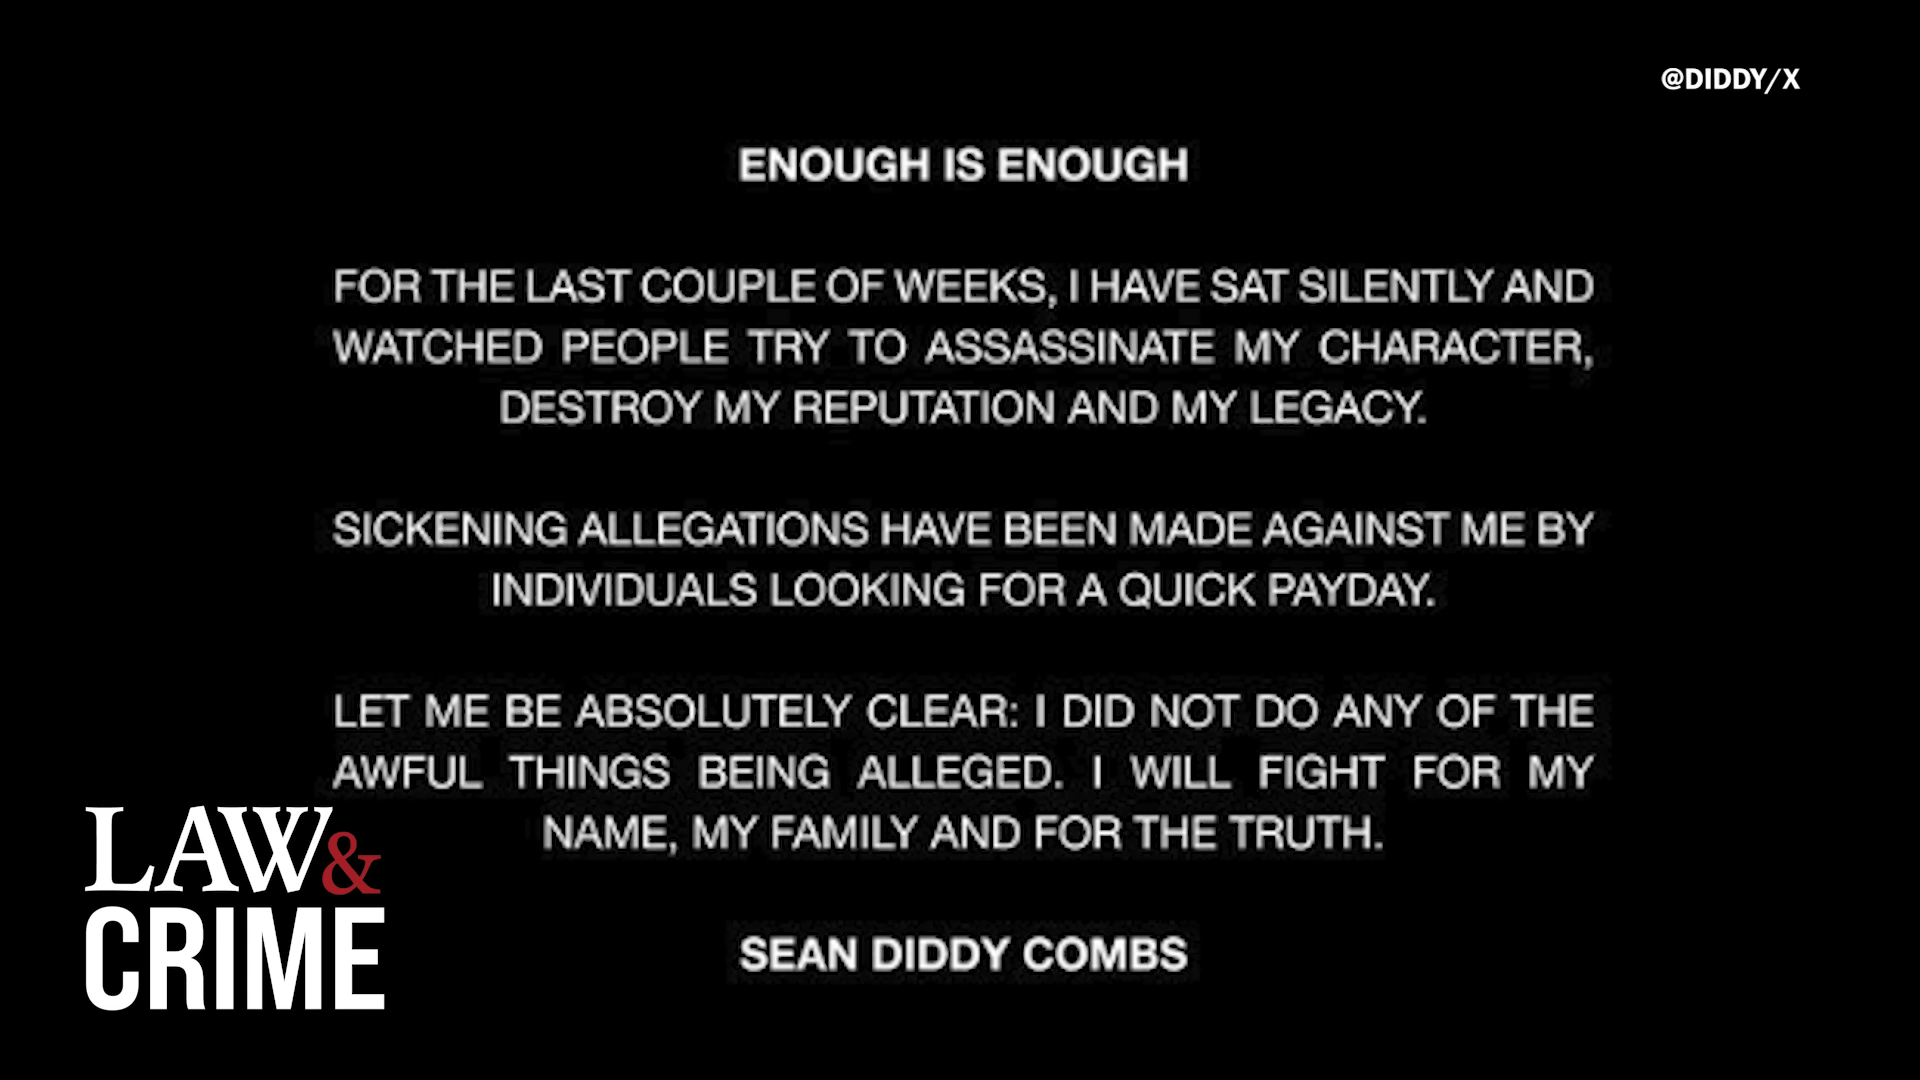 @DIDDY/X
ENOUGH IS ENOUGH
FOR THE LAST COUPLE OF WEEKS, I HAVE SAT SILENTLY AND
WATCHED PEOPLE TRY TO ASSASSINATE MY CHARACTER,
DESTROY MY REPUTATION AND MY LEGACY.
SICKENING ALLEGATIONS HAVE BEEN MADE AGAINST ME BY
INDIVIDUALS LOOKING FOR A QUICK PAYDAY.
LET ME BE ABSOLUTELY CLEAR: I DID NOT DO ANY OF THE
AWFUL THINGS BEING ALLEGED. I WILL FIGHT FOR MY
NAME, MY FAMILY AND FOR THE TRUTH.
SEAN DIDDY COMBS
LAW&
CRIME